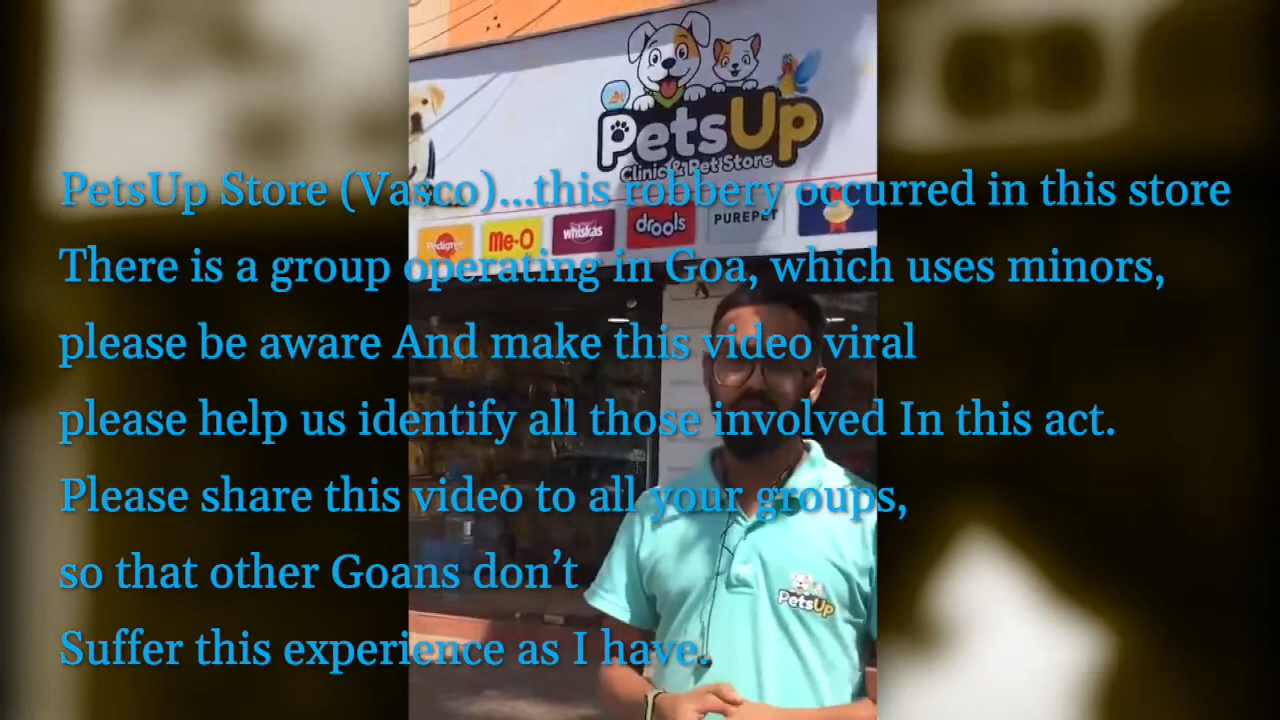 PetsUp
Clinic & Pet Store
PetsUp Store (Vasco)...this robbery occurred in this store
Pedigree
Me-O
whiskas
drools
PUREPET
There is a group operating in Goa, which uses minors,
please be aware And make this video viral
please help us identify all those involved In this act.
Please share this video to all your groups,
so that other Goans don’t
PetsUp
Suffer this experience as I have.